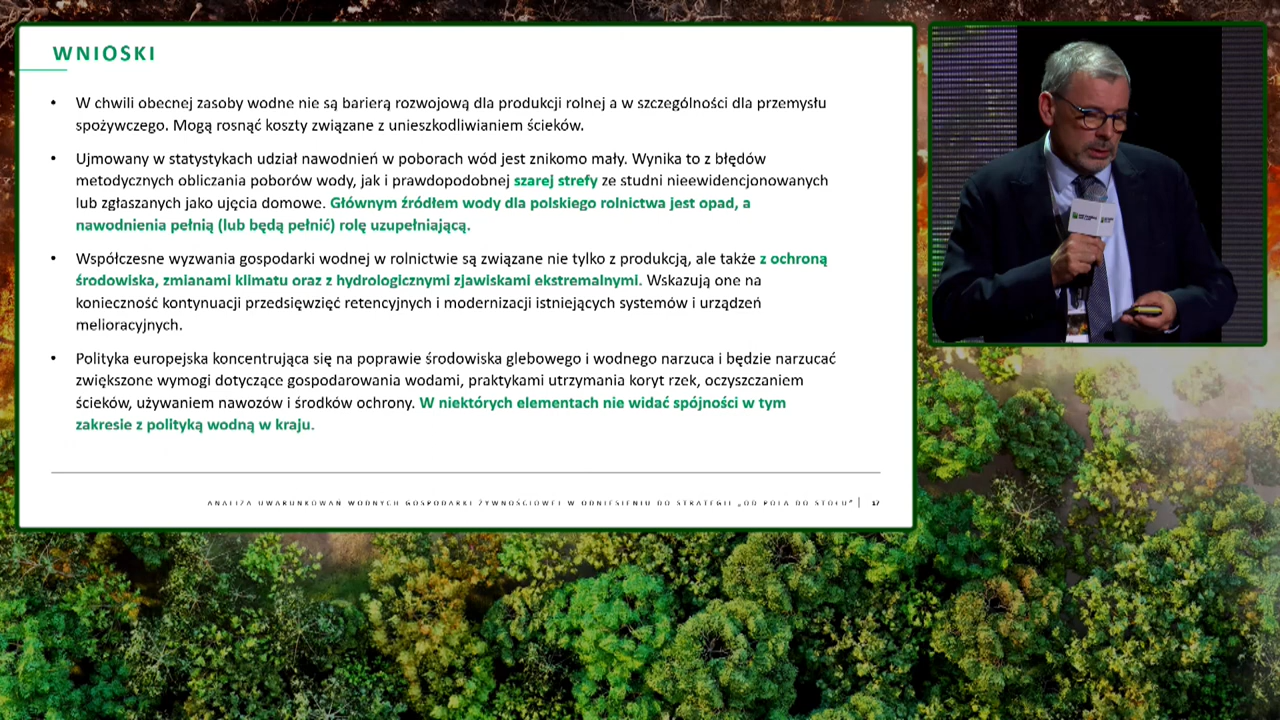 WNIOSKI
• W chwili obecnej zasoby wodne nie są barierą rozwojową dla produkcji rolnej a w szczególności dla przemysłu
spożywczego. Mogą rosnąć koszty związane z unieszkodliwianiem ścieków.
• Ujmowany w statystykach udział nawodnień w poborach wód jest znikomo mały. Wynika to z błędów
metodycznych obliczania poborów wody, jak i prawdopodobnej szarej strefy ze studni nieewidencjonowanych
lub zgłaszanych jako ujęcia domowe. Głównym źródłem wody dla polskiego rolnictwa jest opad, a
nawodnienia pełnią (lub będą pełnić) rolę uzupełniającą.
• Współczesne wyzwania gospodarki wodnej w rolnictwie są związane nie tylko z produkcją, ale także z ochroną
środowiska, zmianami klimatu oraz z hydrologicznymi zjawiskami ekstremalnymi. Wskazują one na
konieczność kontynuacji przedsięwzięć retencyjnych i modernizacji istniejących systemów i urządzeń
melioracyjnych.
• Polityka europejska koncentrująca się na poprawie środowiska glebowego i wodnego narzuca i będzie narzucać
zwiększone wymogi dotyczące gospodarowania wodami, praktykami utrzymania koryt rzek, oczyszczaniem
ścieków, używaniem nawozów i środków ochrony. W niektórych elementach nie widać spójności w tym
zakresie z polityką wodną w kraju.
ANALIZA UWARUNKOWAŃ WODNYCH GOSPODARKI ŻYWNOŚCIOWEJ W ODNIESIENIU DO STRATEGII „OD POLA DO STOŁU” | 17